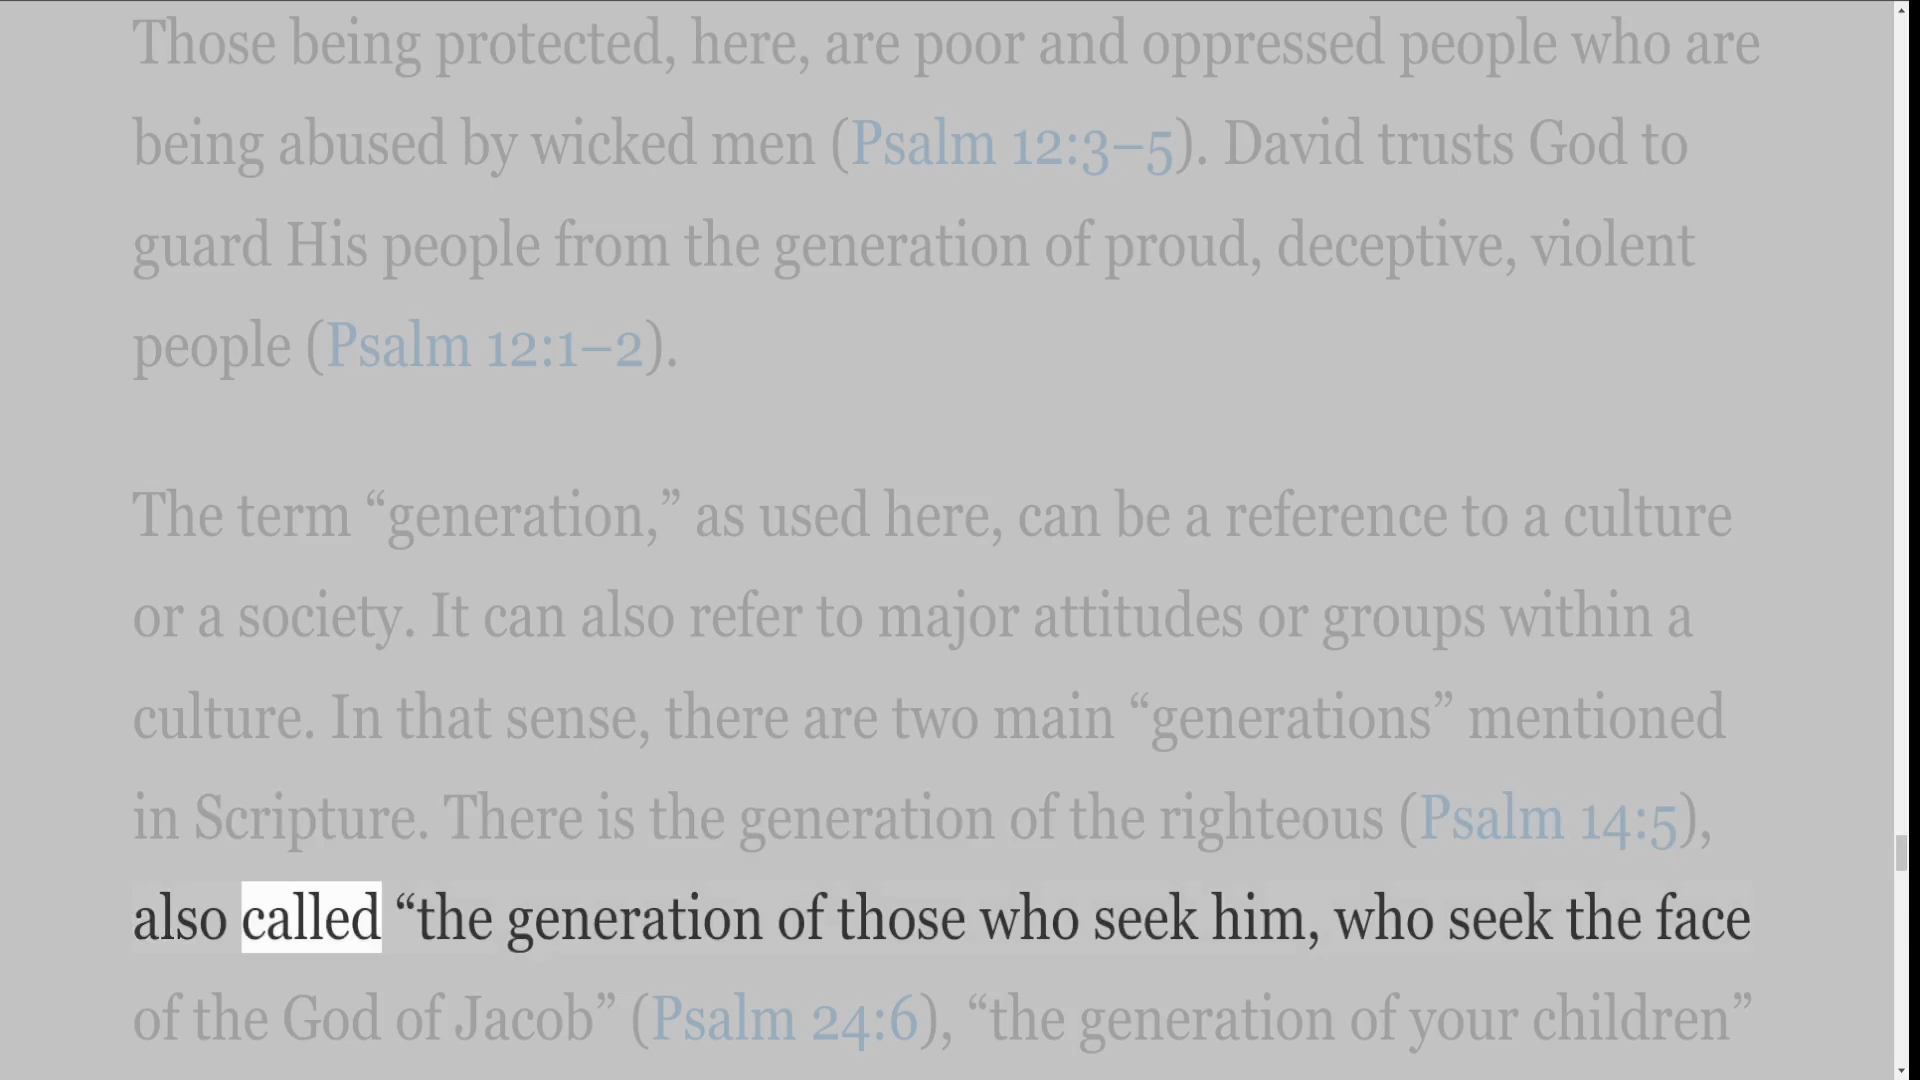 Those being protected, here, are poor and oppressed people who are
being abused by wicked men (Psalm 12:3–5). David trusts God to
guard His people from the generation of proud, deceptive, violent
people (Psalm 12:1–2).
The term “generation,” as used here, can be a reference to a culture
or a society. It can also refer to major attitudes or groups within a
culture. In that sense, there are two main “generations” mentioned
in Scripture. There is the generation of the righteous (Psalm 14:5),
also called “the generation of those who seek him, who seek the face
of the God of Jacob” (Psalm 24:6), “the generation of your children”